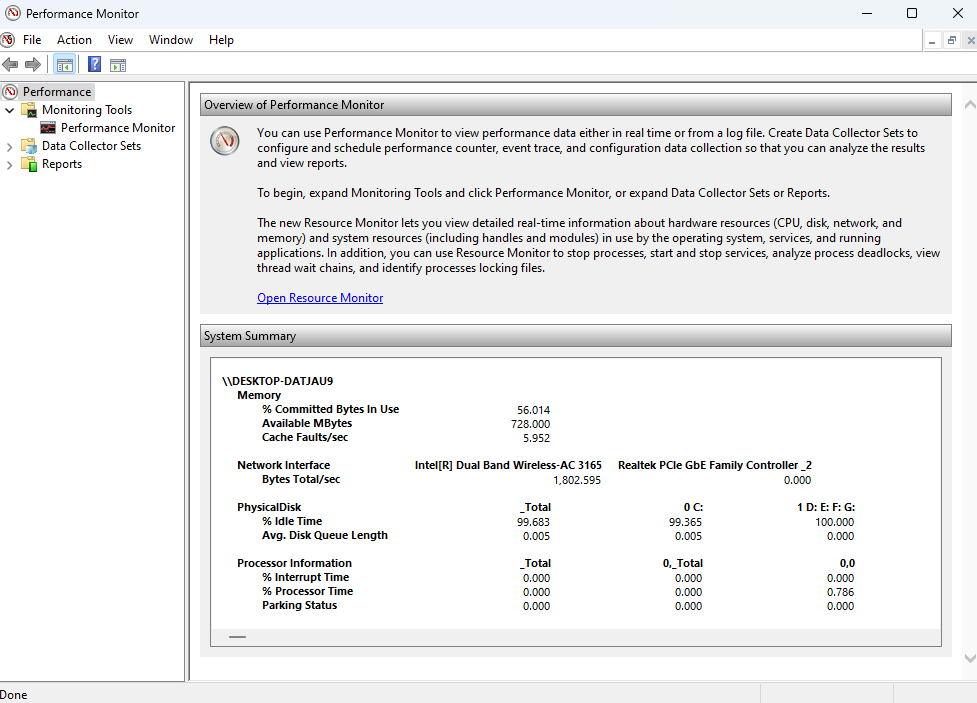 Performance Monitor
File Action View Window Help
Performance
Monitoring Tools
Performance Monitor
Data Collector Sets
Reports
Overview of Performance Monitor
You can use Performance Monitor to view performance data either in real time or from a log file. Create Data Collector Sets to
configure and schedule performance counter, event trace, and configuration data collection so that you can analyze the results
and view reports.
To begin, expand Monitoring Tools and click Performance Monitor, or expand Data Collector Sets or Reports.
The new Resource Monitor lets you view detailed real-time information about hardware resources (CPU, disk, network, and
memory) and system resources (including handles and modules) in use by the operating system, services, and running
applications. In addition, you can use Resource Monitor to stop processes, start and stop services, analyze process deadlocks, view
thread wait chains, and identify processes locking files.
Open Resource Monitor
System Summary
\\DESKTOP-DATJAU9
Memory
% Committed Bytes In Use 56.014
Available MBytes 728.000
Cache Faults/sec 5.952
Network Interface Intel[R] Dual Band Wireless-AC 3165 Realtek PCIe GbE Family Controller _2
Bytes Total/sec 1,802.595 0.000
PhysicalDisk _Total 0 C: 1 D: E: F: G:
% Idle Time 99.683 99.365 100.000
Avg. Disk Queue Length 0.005 0.005 0.000
Processor Information _Total 0,_Total 0,0
% Interrupt Time 0.000 0.000 0.000
% Processor Time 0.000 0.000 0.786
Parking Status 0.000 0.000 0.000
Done